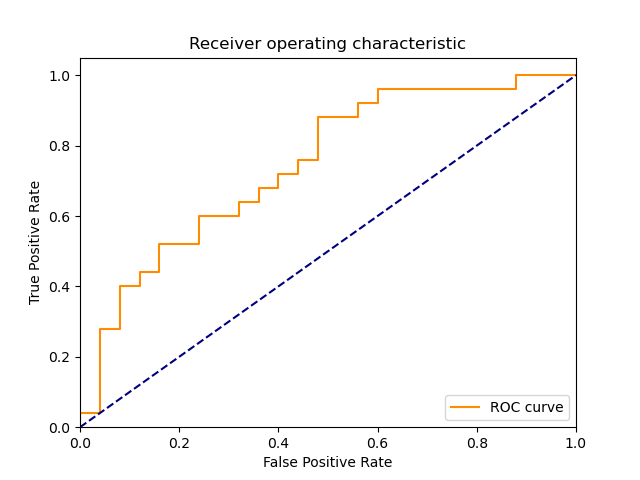 Receiver operating characteristic
1.0
0.8
0.6
0.4
0.2
0.0
True Positive Rate
ROC curve
0.0 0.2 0.4 0.6 0.8 1.0
False Positive Rate